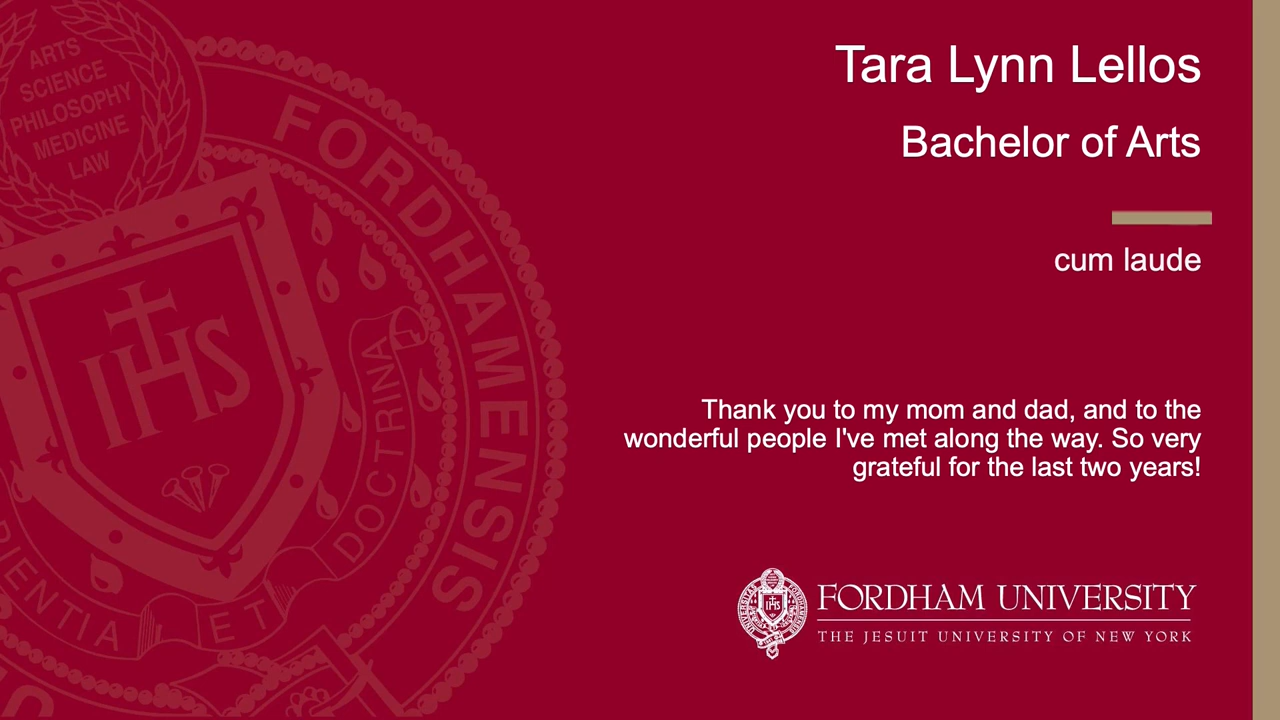 Tara Lynn Lellos
Bachelor of Arts
cum laude
Thank you to my mom and dad, and to the
wonderful people I've met along the way. So very
grateful for the last two years!
FORDHAM UNIVERSITY
THE JESUIT UNIVERSITY OF NEW YORK
ARTS
SCIENCE
PHILOSOPHY
MEDICINE
LAW
FORDHAMENSIS
IHS
DOCTRINA
ET